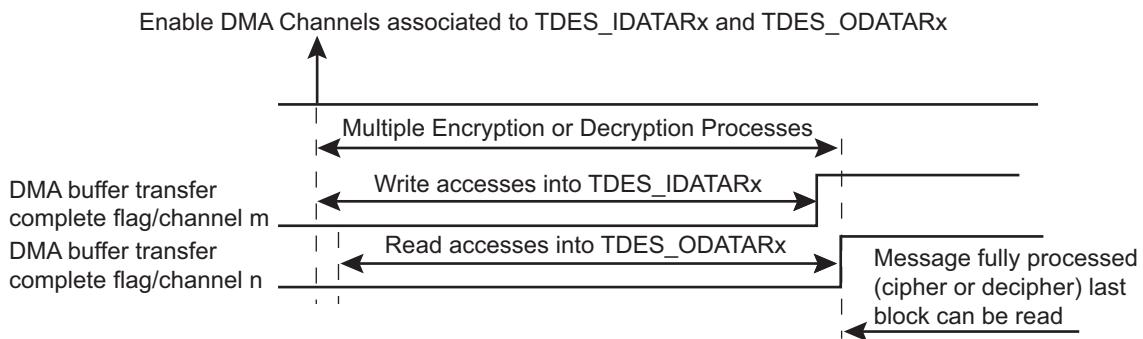 Enable DMA Channels associated to TDES_IDATARx and TDES_ODATARx
Multiple Encryption or Decryption Processes
Write accesses into TDES_IDATARx
DMA buffer transfer
complete flag/channel m
Read accesses into TDES_ODATARx
DMA buffer transfer
complete flag/channel n
Message fully processed
(cipher or decipher) last
block can be read